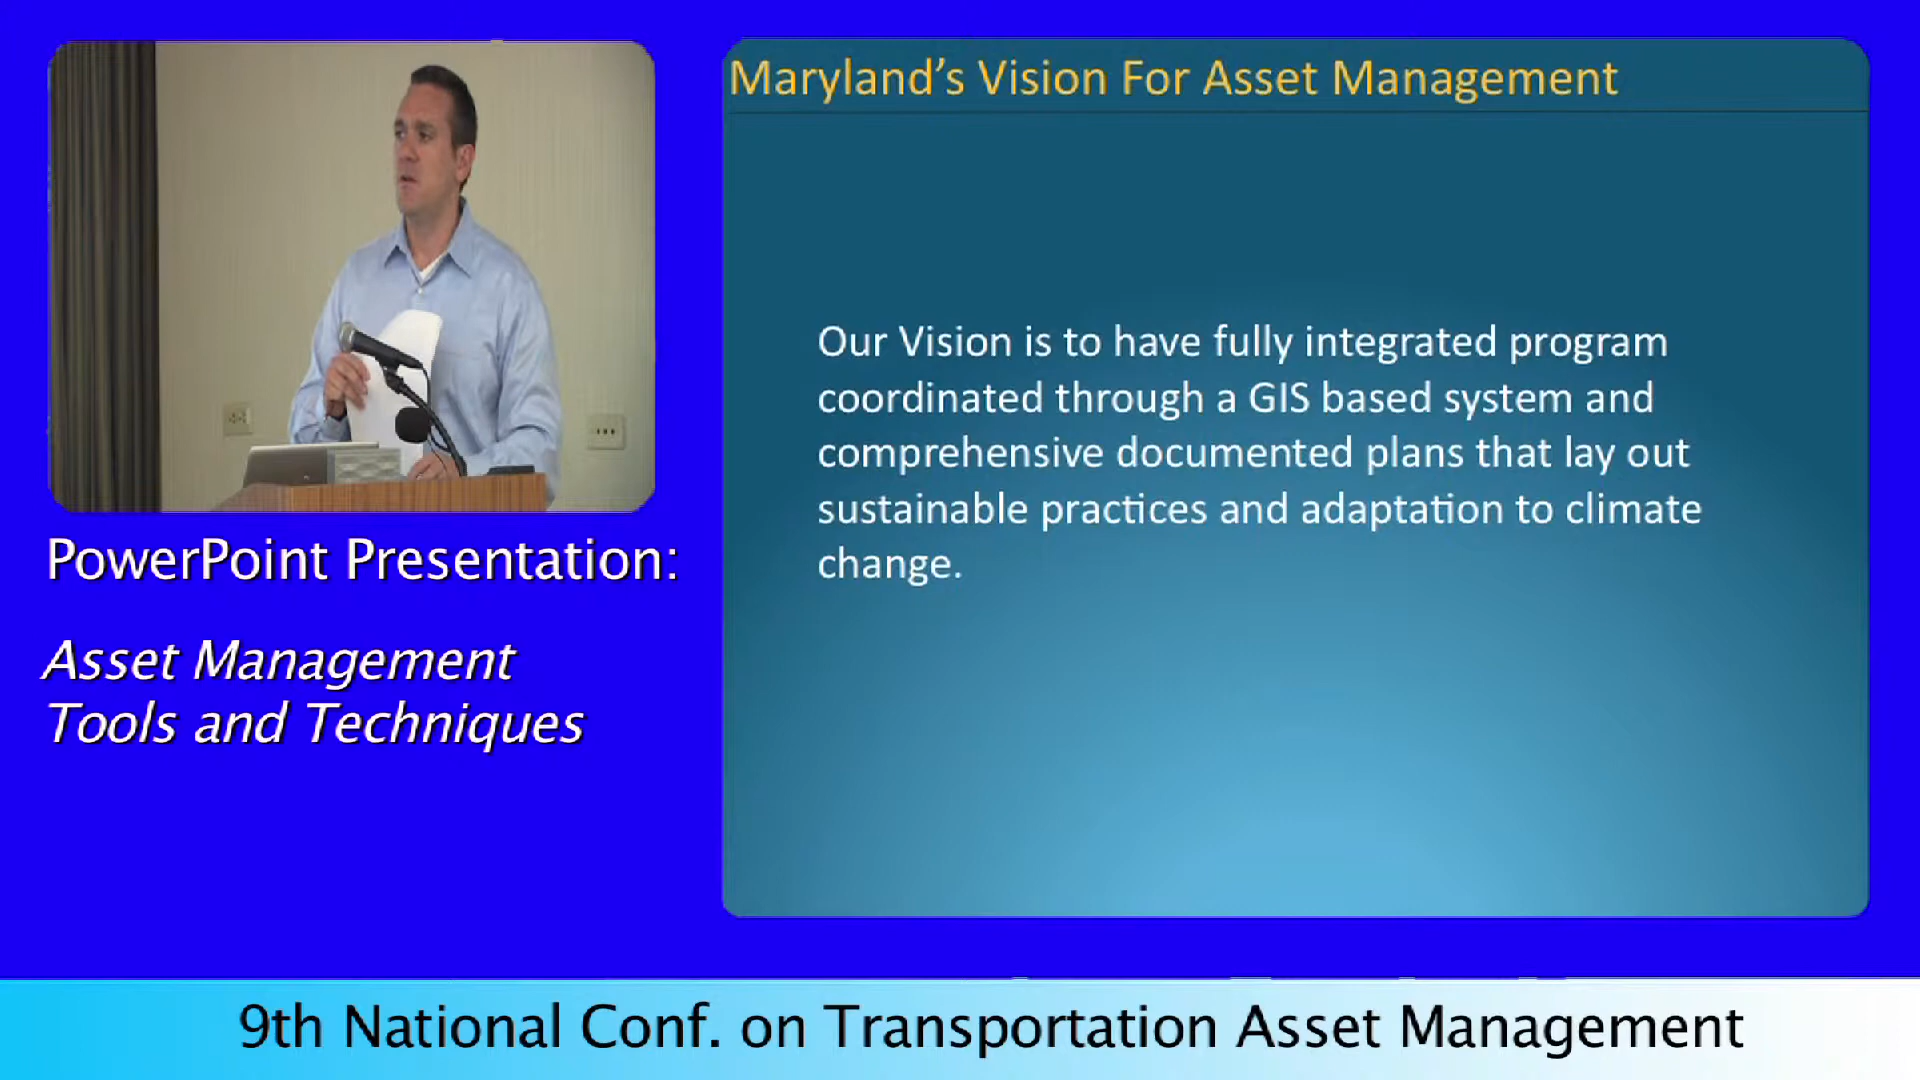 Maryland's Vision For Asset Management
Our Vision is to have fully integrated program
coordinated through a GIS based system and
comprehensive documented plans that lay out
sustainable practices and adaptation to climate
change.
PowerPoint Presentation:
Asset Management
Tools and Techniques
9th National Conf. on Transportation Asset Management